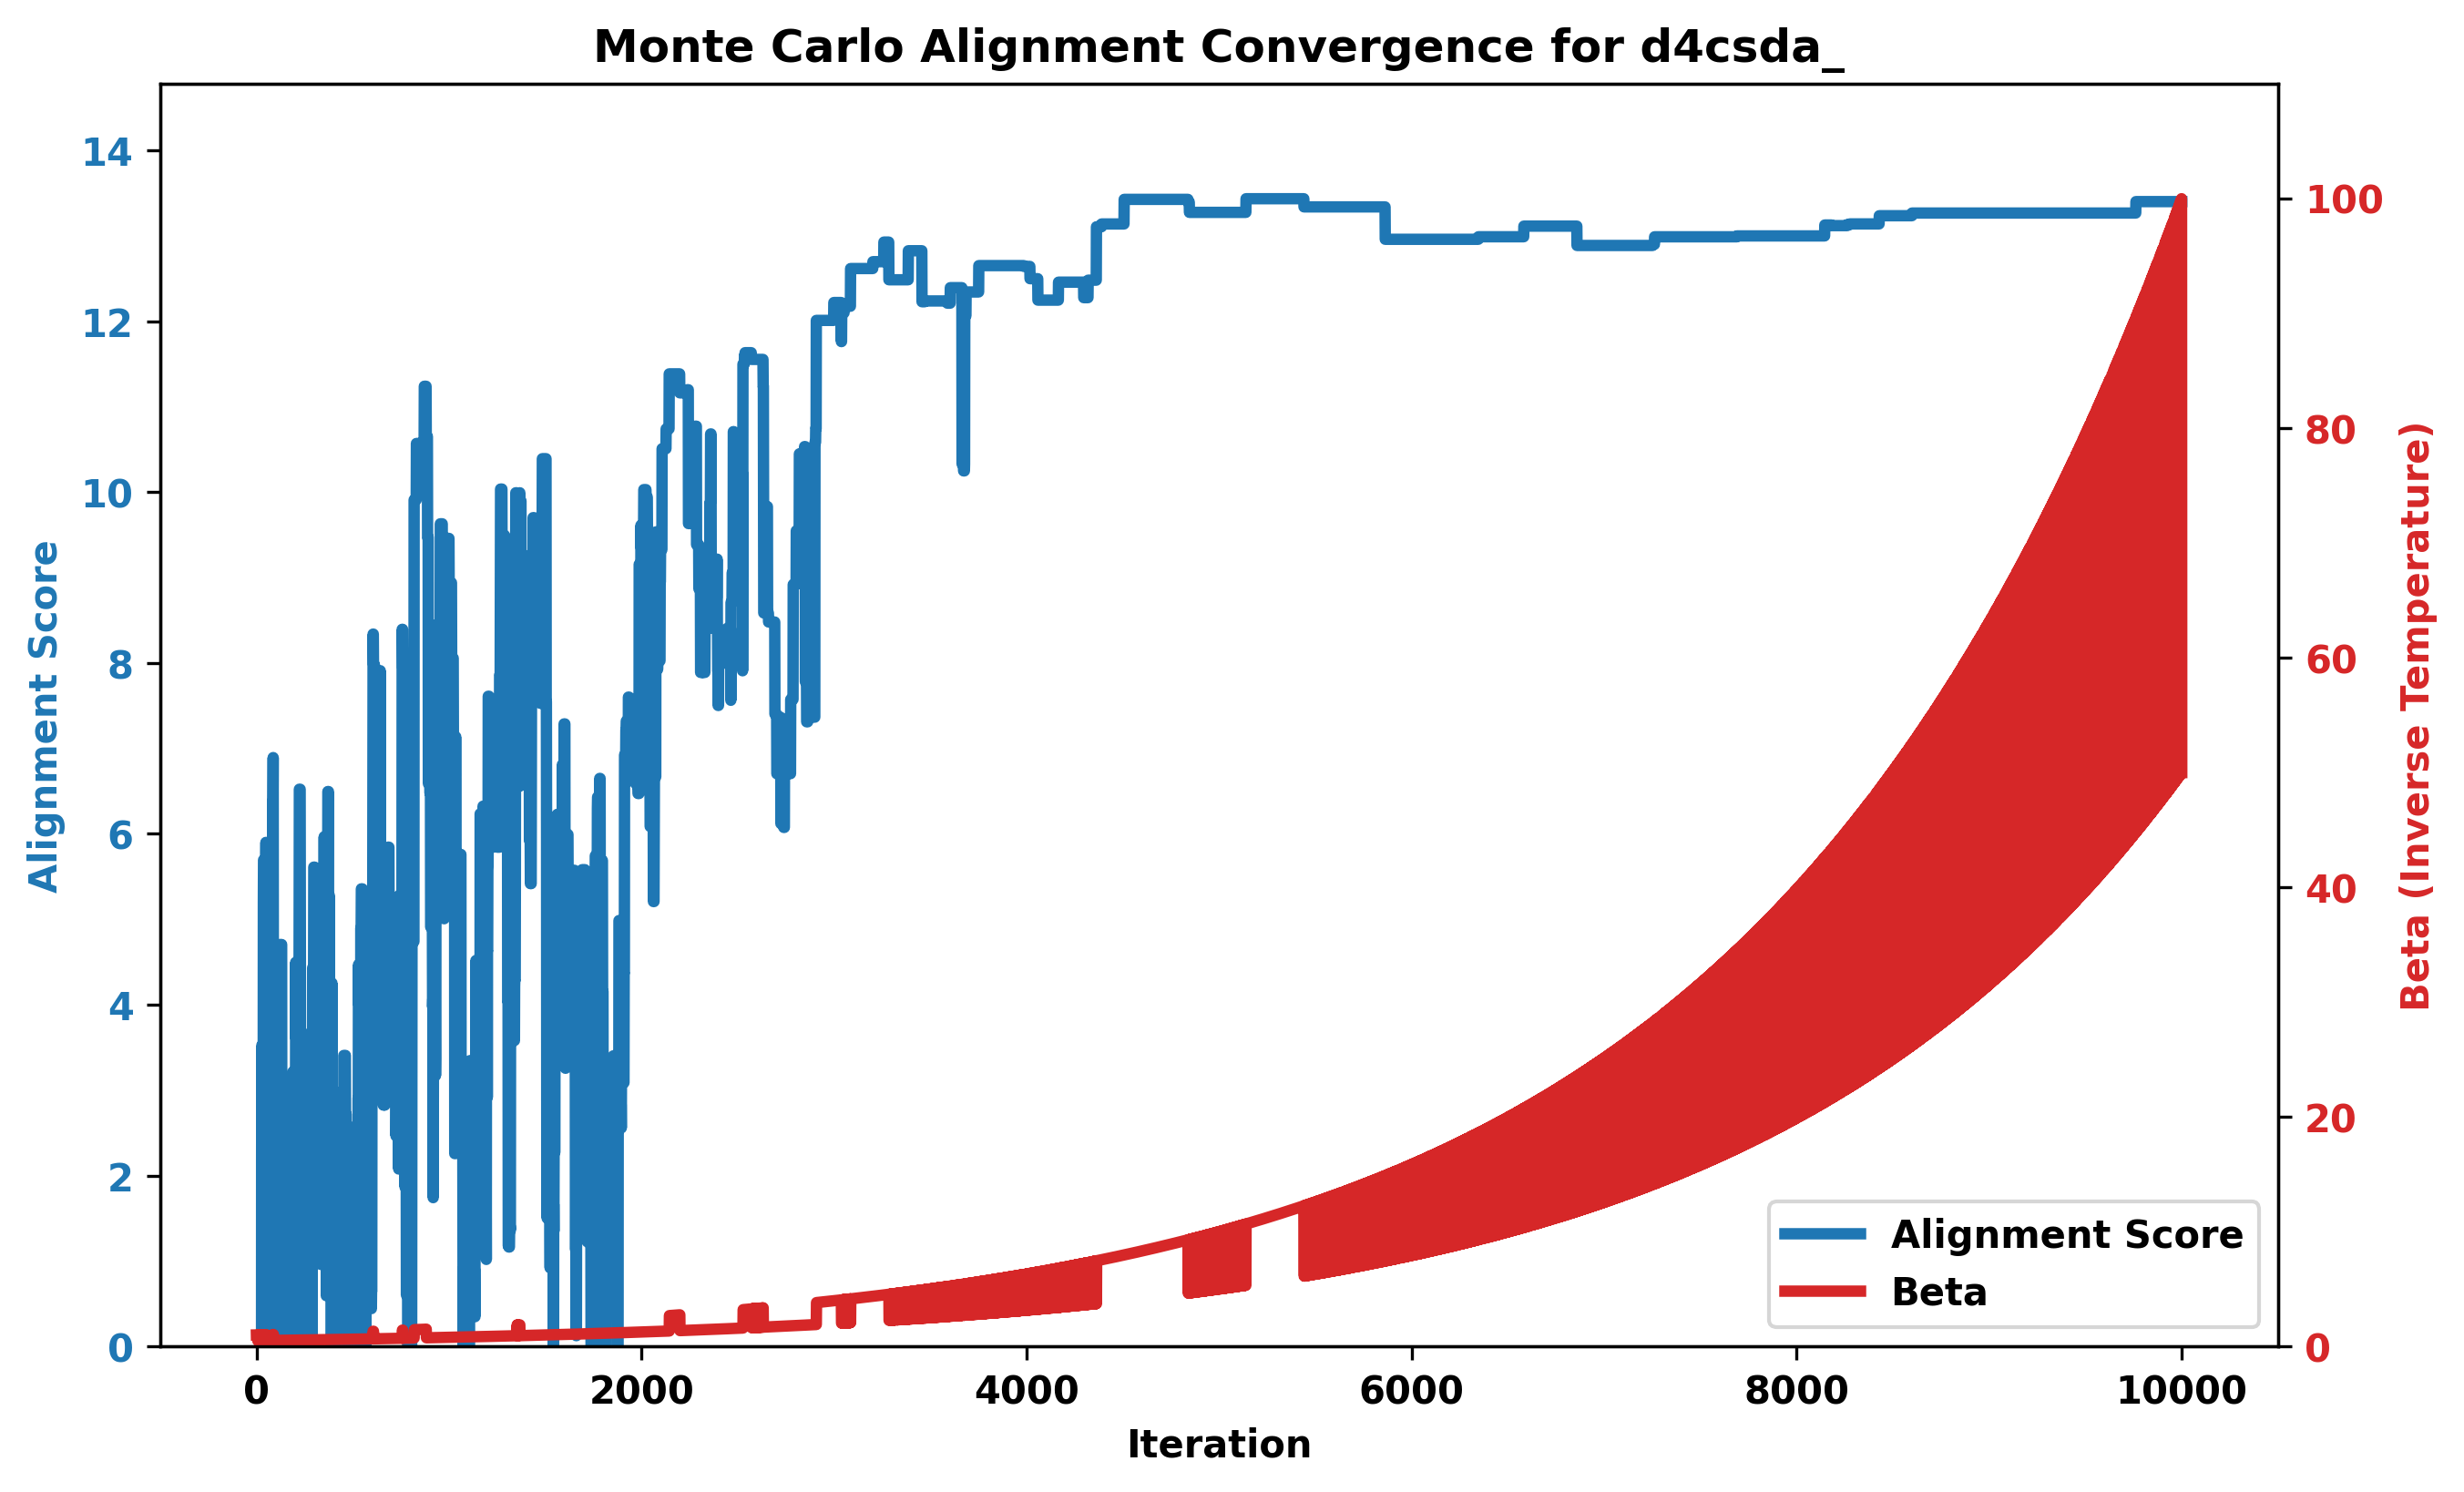 Monte Carlo Alignment Convergence for d4csda_
14
12
10
8
6
4
2
0
Alignment Score
100
80
60
40
20
0
Beta (Inverse Temperature)
Alignment Score
Beta
0 2000 4000 6000 8000 10000
Iteration